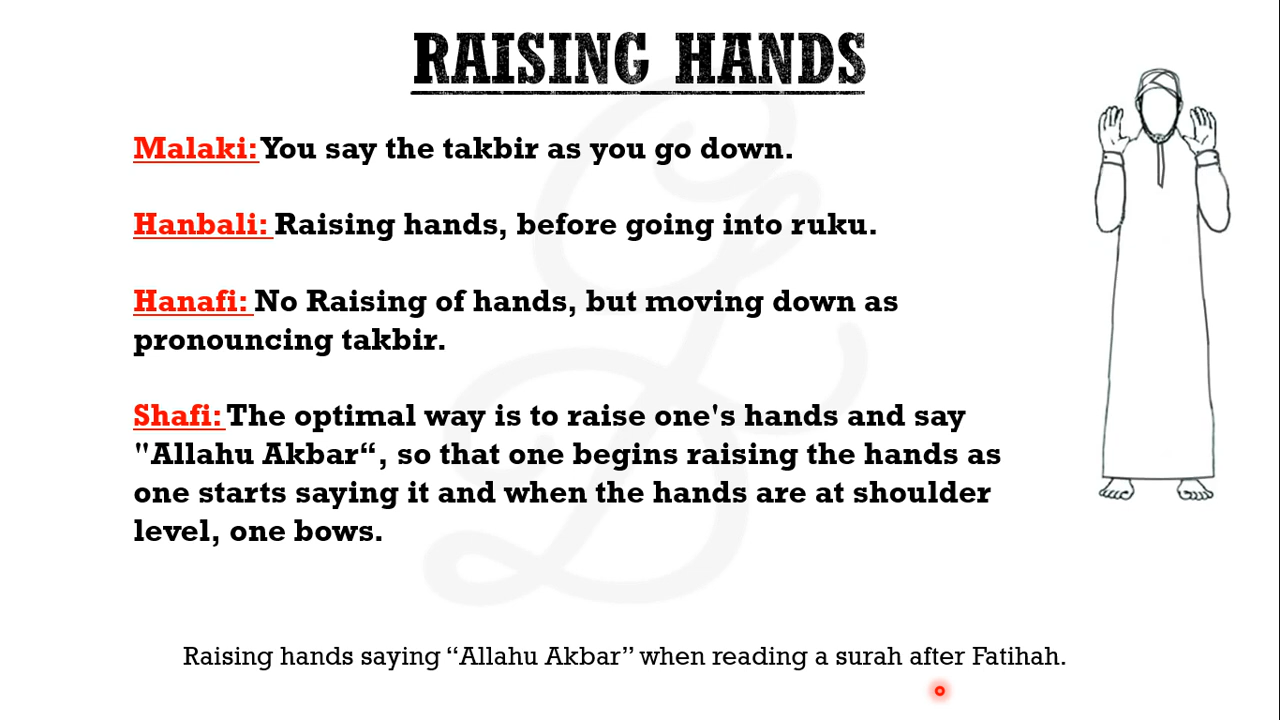 RAISING HANDS
Malaki: You say the takbir as you go down.
Hanbali: Raising hands, before going into ruku.
Hanafi: No Raising of hands, but moving down as
pronouncing takbir.
Shafi: The optimal way is to raise one's hands and say
"Allahu Akbar“, so that one begins raising the hands as
one starts saying it and when the hands are at shoulder
level, one bows.
Raising hands saying “Allahu Akbar” when reading a surah after Fatihah.